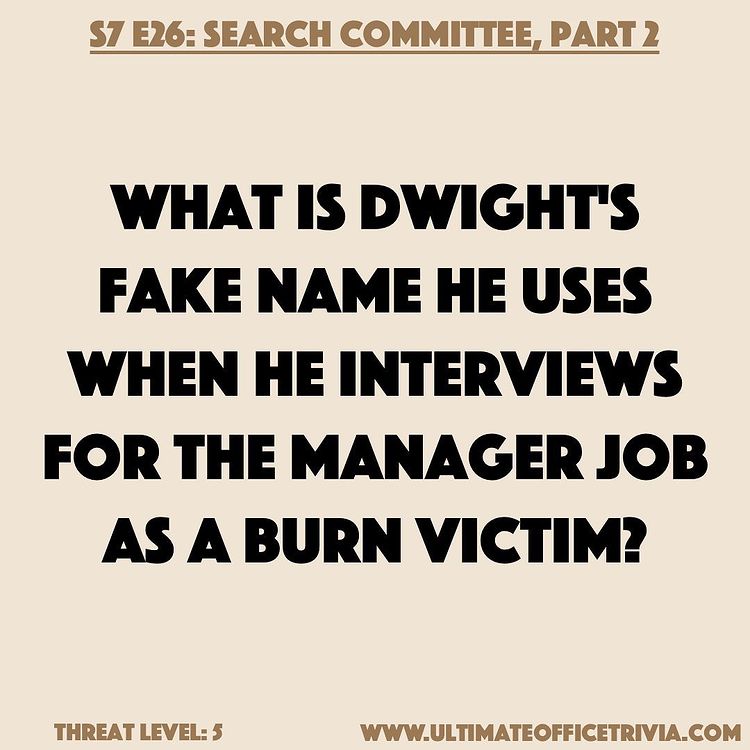 S7 E26: SEARCH COMMITTEE, PART 2
WHAT IS DWIGHT'S
FAKE NAME HE USES
WHEN HE INTERVIEWS
FOR THE MANAGER JOB
AS A BURN VICTIM?
THREAT LEVEL: 5
WWW.ULTIMATEOFFICETRIVIA.COM